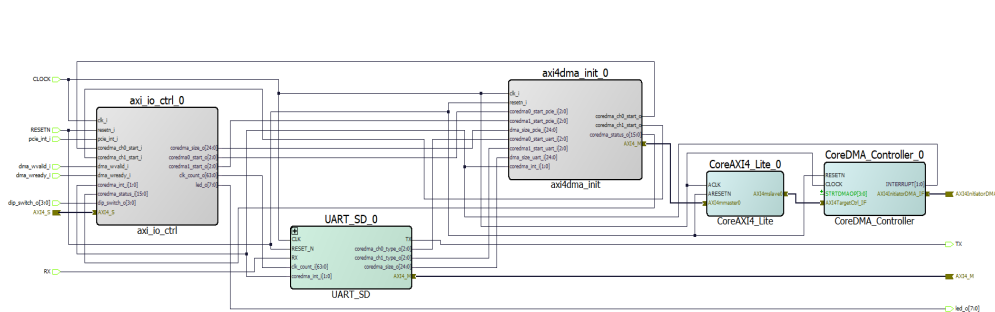 CLOCK
RESETN
pcie_int_i
dma_wvalid_i
dma_wready_i
dip_switch_o[3:0]
AXI4_S
RX
axi_io_ctrl_0
clk_i
resetn_i
pcie_int_i
coredma_ch0_start_i
coredma_ch1_start_i
dma_wvalid_i
dma_wready_i
coredma_int_i[1:0]
coredma_status_i[15:0]
dip_switch_o[3:0]
AXI4_S
coredma_size_o[24:0]
coredma0_start_o[2:0]
coredma1_start_o[2:0]
clk_count_o[63:0]
led_o[7:0]
axi_io_ctrl
UART_SD_0
CLK
RESET_N
RX
clk_count_i[63:0]
coredma_int_i[1:0]
TX
coredma_ch0_type_o[2:0]
coredma_ch1_type_o[2:0]
coredma_size_o[24:0]
AXI4_M
UART_SD
axi4dma_init_0
clk_i
resetn_i
coredma0_start_pcie_i[2:0]
coredma1_start_pcie_i[2:0]
dma_size_pcie_i[24:0]
coredma0_start_uart_i[2:0]
coredma1_start_uart_i[2:0]
dma_size_uart_i[24:0]
coredma_int_i[1:0]
coredma_ch0_start_o
coredma_ch1_start_o
coredma_status_o[15:0]
AXI4_M
axi4dma_init
CoreAXI4_Lite_0
ACLK
ARESETN
AXI4mmaster0
AXI4mslave0
CoreAXI4_Lite
CoreDMA_Controller_0
RESETN
CLOCK
STRTDMAOP[3:0]
AXI4TargetCtrl_IF
INTERRUPT[1:0]
AXI4InitiatorDMA_IF
CoreDMA_Controller
AXI4InitiatorDMA
TX
AXI4_M
led_o[7:0]